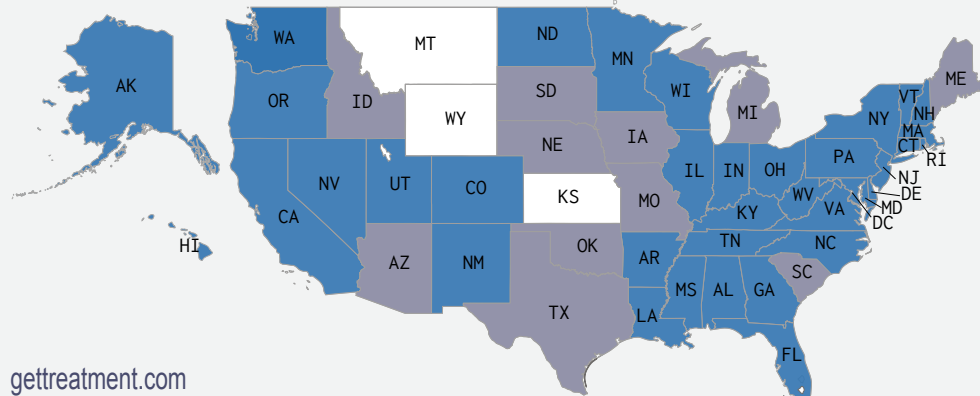 WA
MT
ND
MN
AK
OR
ID
SD
WI
WY
MI
ME
VT
NH
NY
MA
CT
RI
NE
IA
PA
NV
UT
CO
IL
IN
OH
NJ
KS
MO
WV
DE
CA
KY
VA
MD
DC
HI
TN
NC
AZ
NM
OK
AR
SC
TX
MS
AL
GA
LA
FL
gettreatment.com